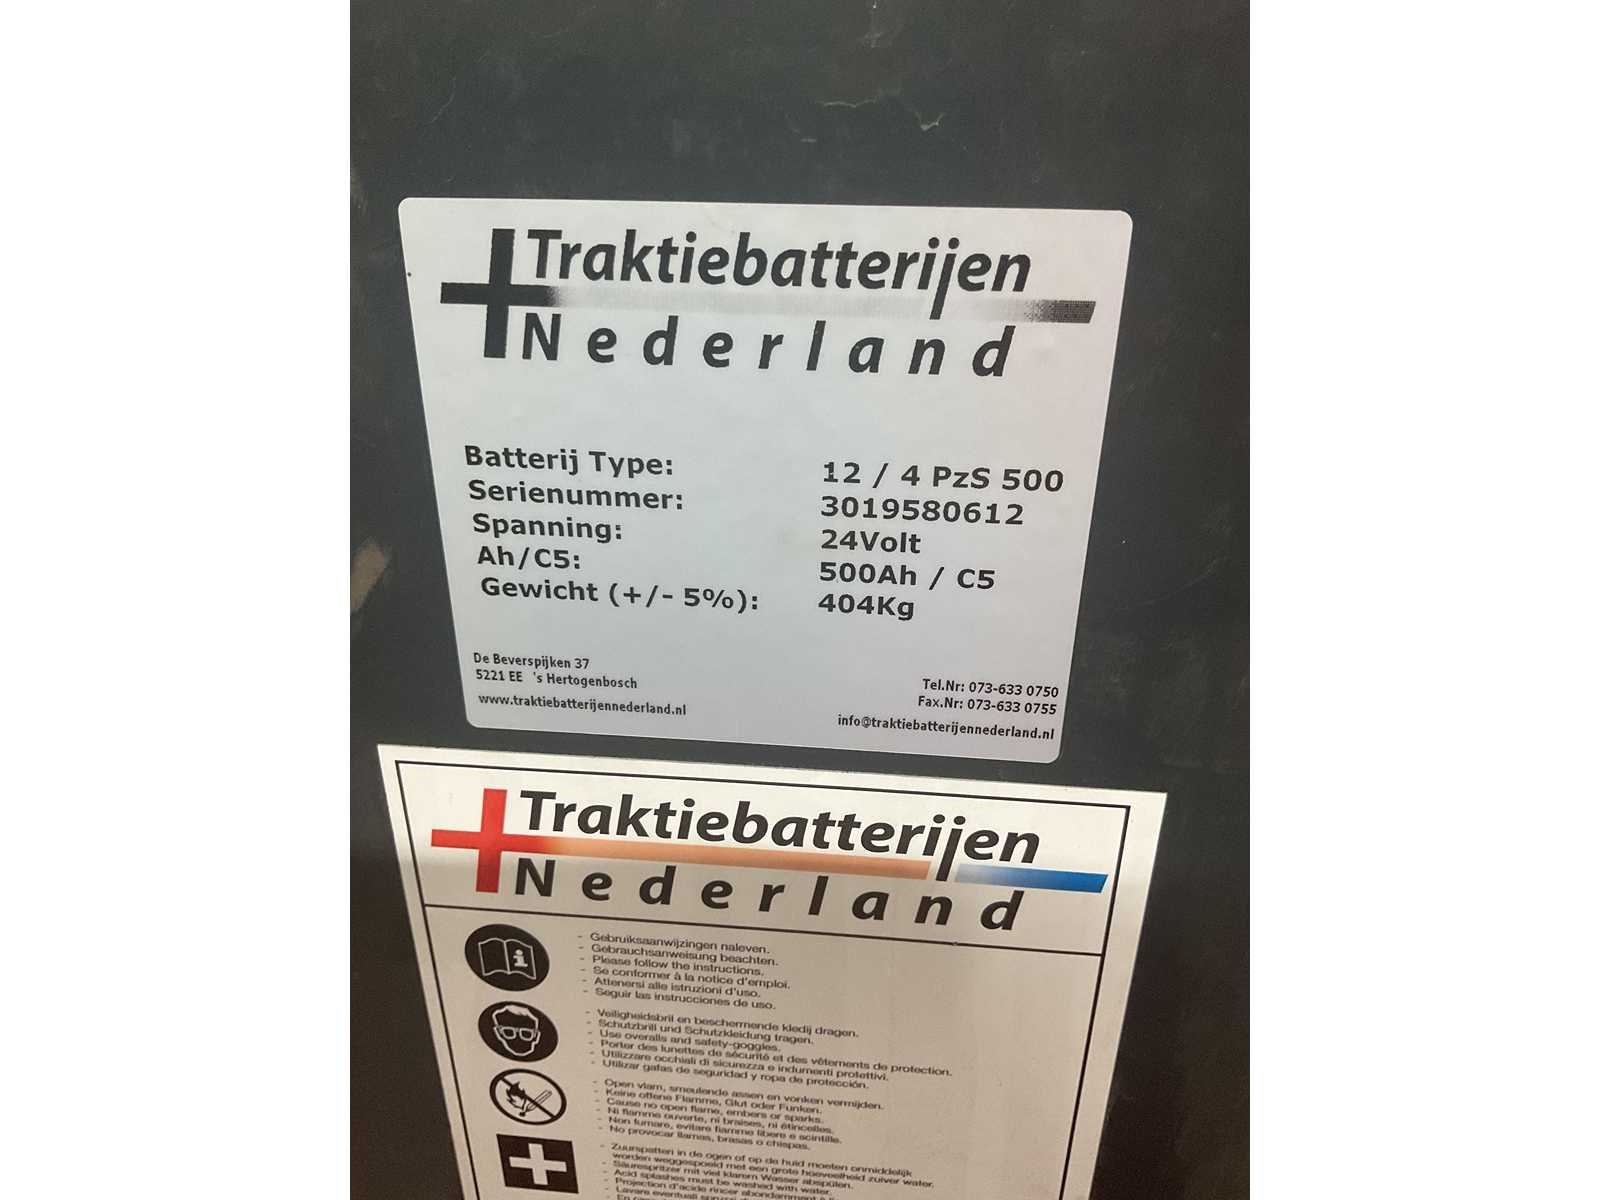 Traktiebatterijen
Nederland
Batterij Type: 12 / 4 PzS 500
Serienummer: 3019580612
Spanning: 24Volt
Ah/C5: 500Ah / C5
Gewicht (+/- 5%): 404Kg
De Beverspijken 37
5221 EE 's Hertogenbosch
www.traktiebatterijennederland.nl
Tel.Nr: 073-633 0750
Fax.Nr: 073-633 0755
info@traktiebatterijennederland.nl
Traktiebatterijen
Nederland
- Gebruiksaanwijzingen naleven.
- Gebrauchsanweisung beachten.
- Please follow the instructions.
- Se conformer à la notice d'emploi.
- Attenersi alle istruzioni d'uso.
- Seguir las instrucciones de uso.
- Veiligheidsbril en beschermende kledij dragen.
- Schutzbrill und Schutzkleidung tragen.
- Use overalls and safety-goggles.
- Porter des lunettes de sécurité et des vêtements de protection.
- Utilizzare occhiali di sicurezza e indumenti protettivi.
- Utilizar gafas de seguridad y ropa de protección.
- Open vlam, smeulende assen en vonken vermijden.
- Keine offene Flamme, Glut oder Funken.
- Cause no open flame, embers or sparks.
- Ni flamme ouverte, ni braises, ni étincelles.
- Non fumare, evitare fiamme libere e scintille.
- No provocar llamas, brasas o chispas.
- Zuurspatten in de ogen of op de huid moeten onmiddelijk
worden weggespoeld met een grote hoeveelheid zuiver water.
- Säurespritzer mit viel klarem Wasser abspülen.
- Acid splashes must be washed with water.
- Projection d'acide rincer abondamment à
- Lavare eventuali